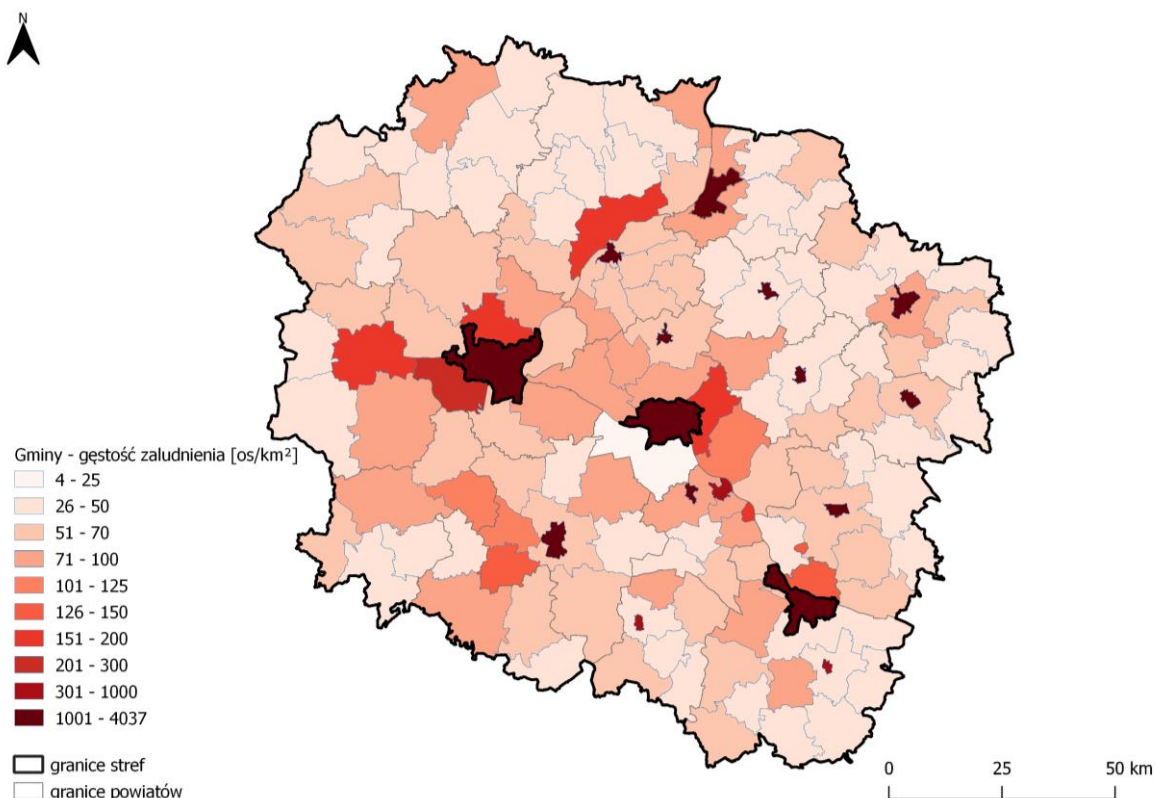 N
Gminy - gęstość zaludnienia [os/km²]
4 - 25
26 - 50
51 - 70
71 - 100
101 - 125
126 - 150
151 - 200
201 - 300
301 - 1000
1001 - 4037
granice stref
granice powiatów
0 25 50 km